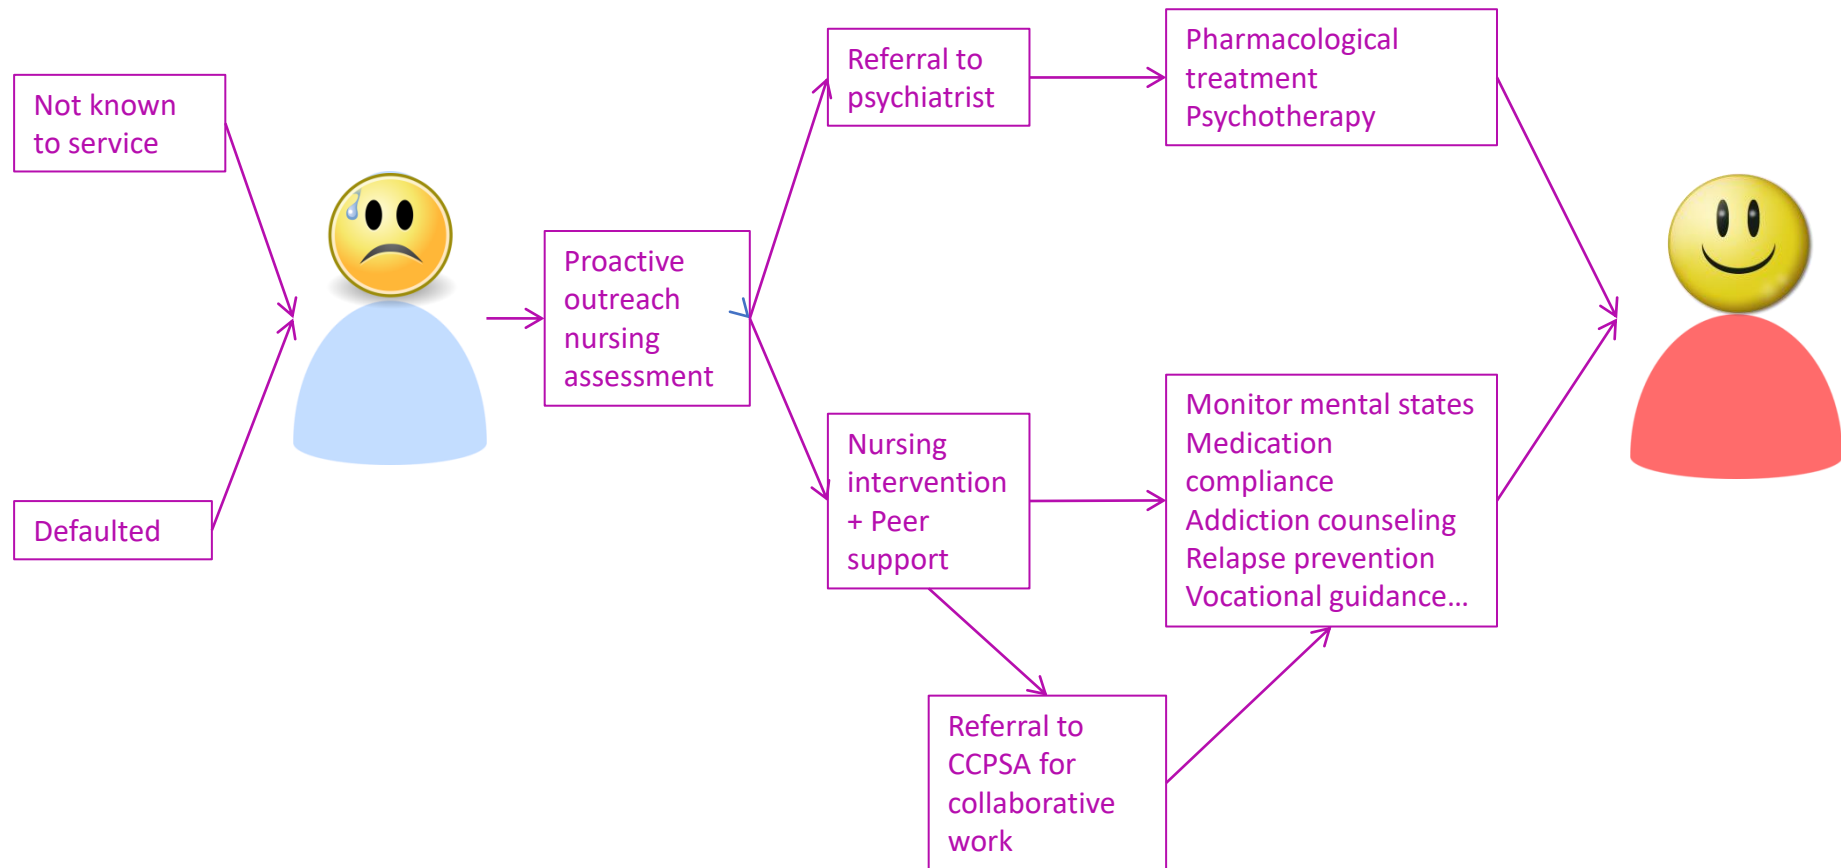 Not known
to service
Defaulted
Proactive
outreach
nursing
assessment
Referral to
psychiatrist
Nursing
intervention
+ Peer
support
Referral to
CCPSA for
collaborative
work
Pharmacological
treatment
Psychotherapy
Monitor mental states
Medication
compliance
Addiction counseling
Relapse prevention
Vocational guidance...